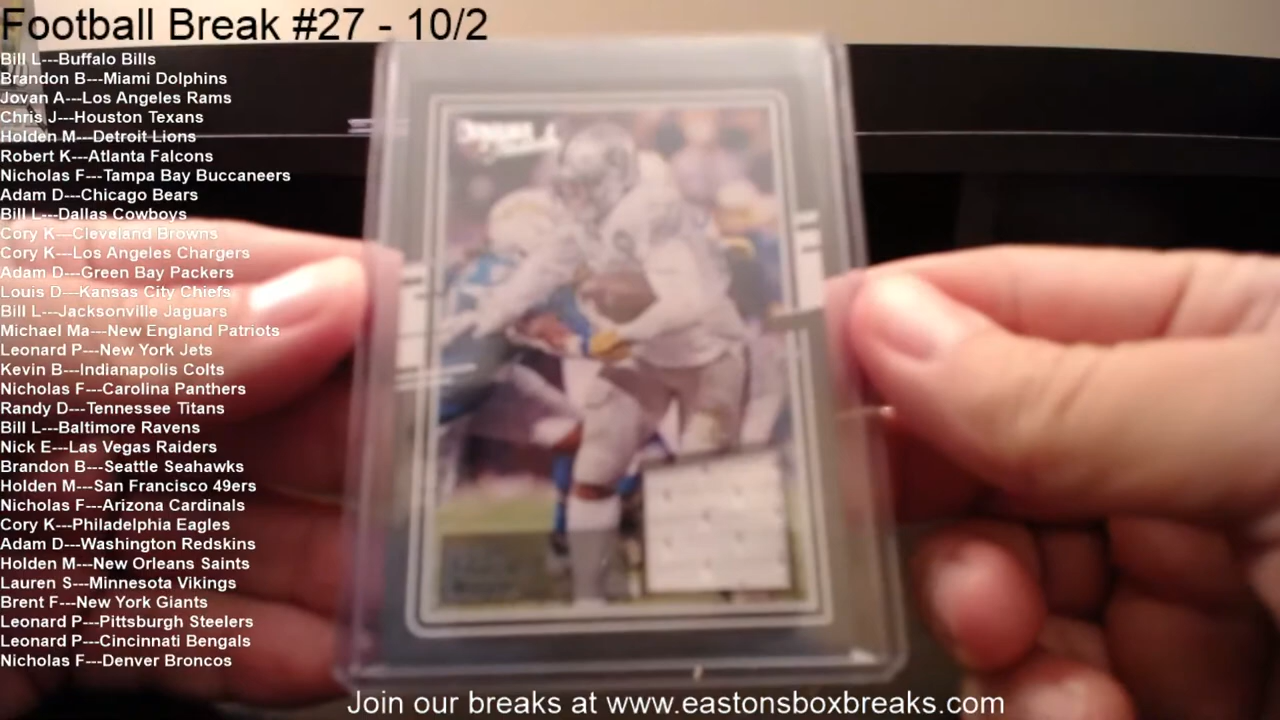 Football Break #27 - 10/2
Bill L---Buffalo Bills
Brandon B---Miami Dolphins
Jovan A---Los Angeles Rams
Chris J---Houston Texans
Holden M---Detroit Lions
Robert K---Atlanta Falcons
Nicholas F---Tampa Bay Buccaneers
Adam D---Chicago Bears
Bill L---Dallas Cowboys
Cory K---Cleveland Browns
Cory K---Los Angeles Chargers
Adam D---Green Bay Packers
Louis D---Kansas City Chiefs
Bill L---Jacksonville Jaguars
Michael Ma---New England Patriots
Leonard P---New York Jets
Kevin B---Indianapolis Colts
Nicholas F---Carolina Panthers
Randy D---Tennessee Titans
Bill L---Baltimore Ravens
Nick E---Las Vegas Raiders
Brandon B---Seattle Seahawks
Holden M---San Francisco 49ers
Nicholas F---Arizona Cardinals
Cory K---Philadelphia Eagles
Adam D---Washington Redskins
Holden M---New Orleans Saints
Lauren S---Minnesota Vikings
Brent F---New York Giants
Leonard P---Pittsburgh Steelers
Leonard P---Cincinnati Bengals
Nicholas F---Denver Broncos
Join our breaks at www.eastonsboxbreaks.com